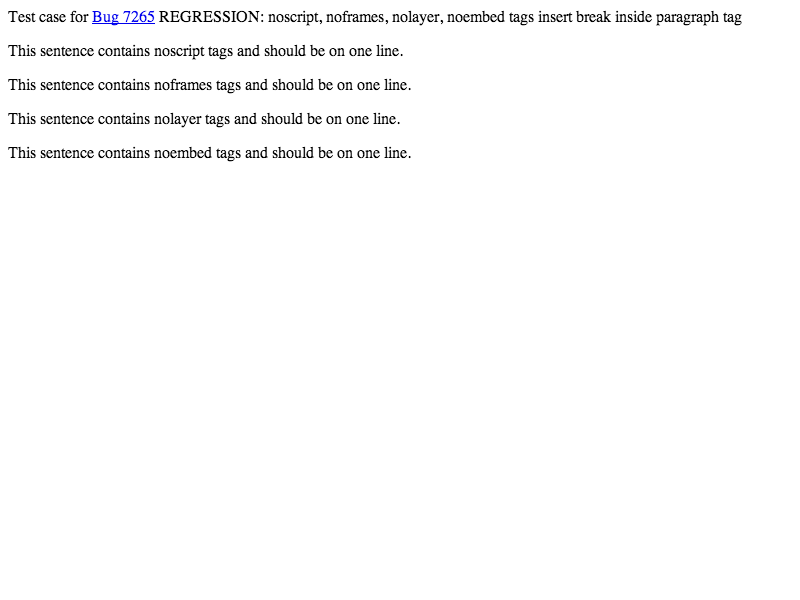 Test case for Bug 7265 REGRESSION: noscript, noframes, nolayer, noembed tags insert break inside paragraph tag
This sentence contains noscript tags and should be on one line.
This sentence contains noframes tags and should be on one line.
This sentence contains nolayer tags and should be on one line.
This sentence contains noembed tags and should be on one line.